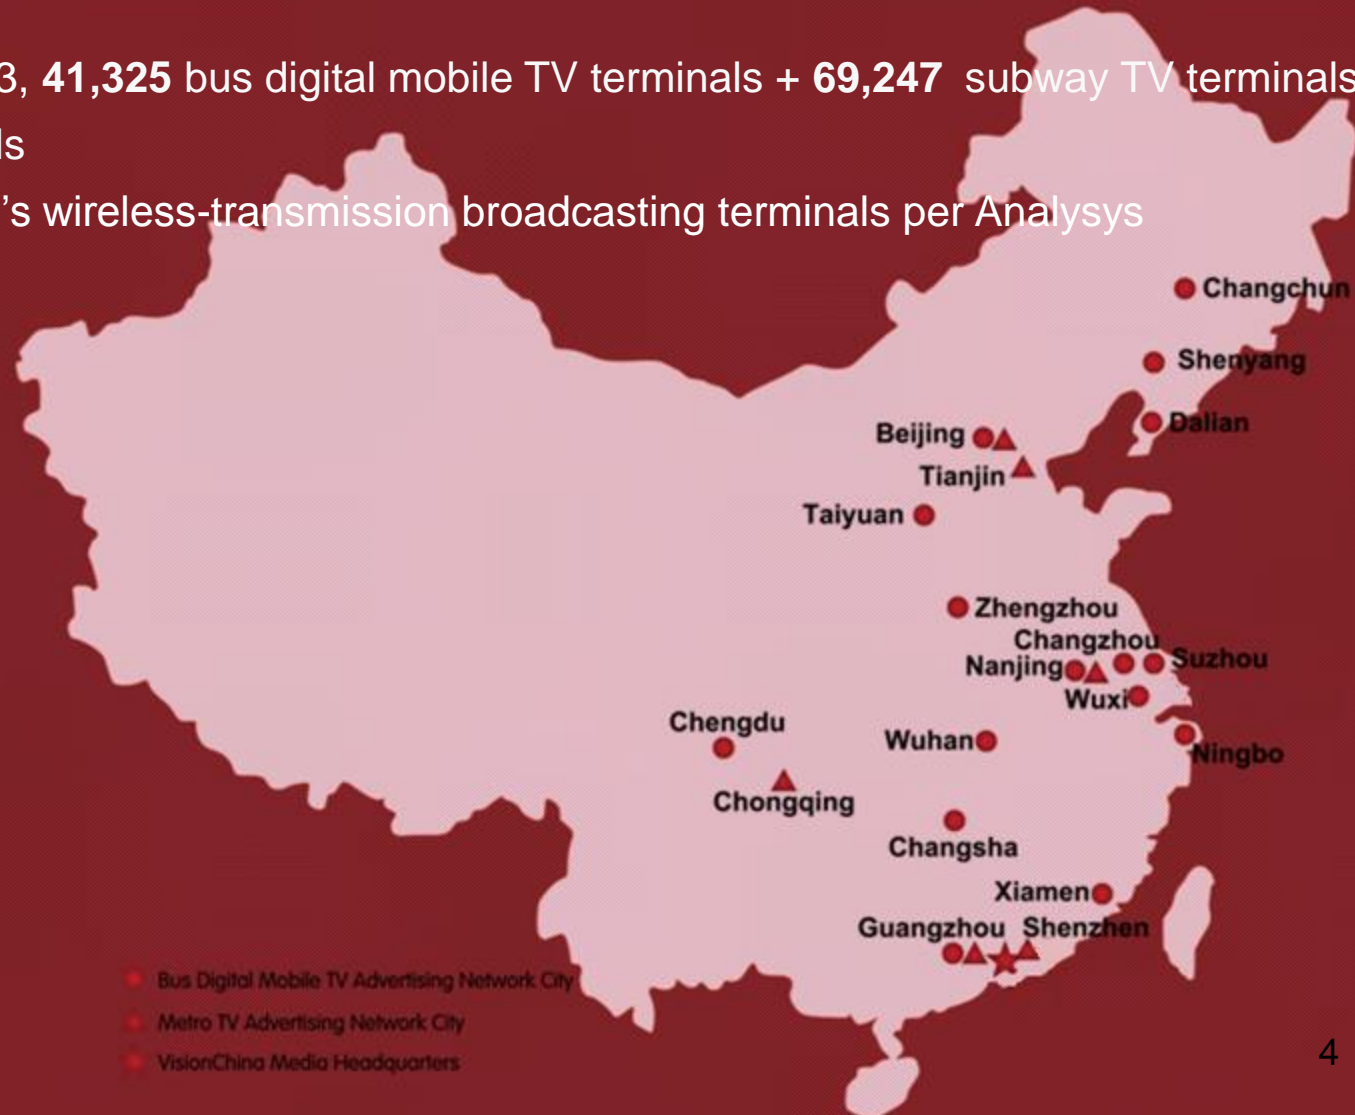 3, 41,325 bus digital mobile TV terminals + 69,247 subway TV terminals
ls
's wireless-transmission broadcasting terminals per Analysys
Changchun
Shenyang
Dalian
Beijing
Tianjin
Taiyuan
Zhengzhou
Changzhou
Nanjing
Suzhou
Wuxi
Chengdu
Wuhan
Ningbo
Chongqing
Changsha
Xiamen
Guangzhou Shenzhen
Bus Digital Mobile TV Advertising Network City
Metro TV Advertising Network City
VisionChina Media Headquarters
4